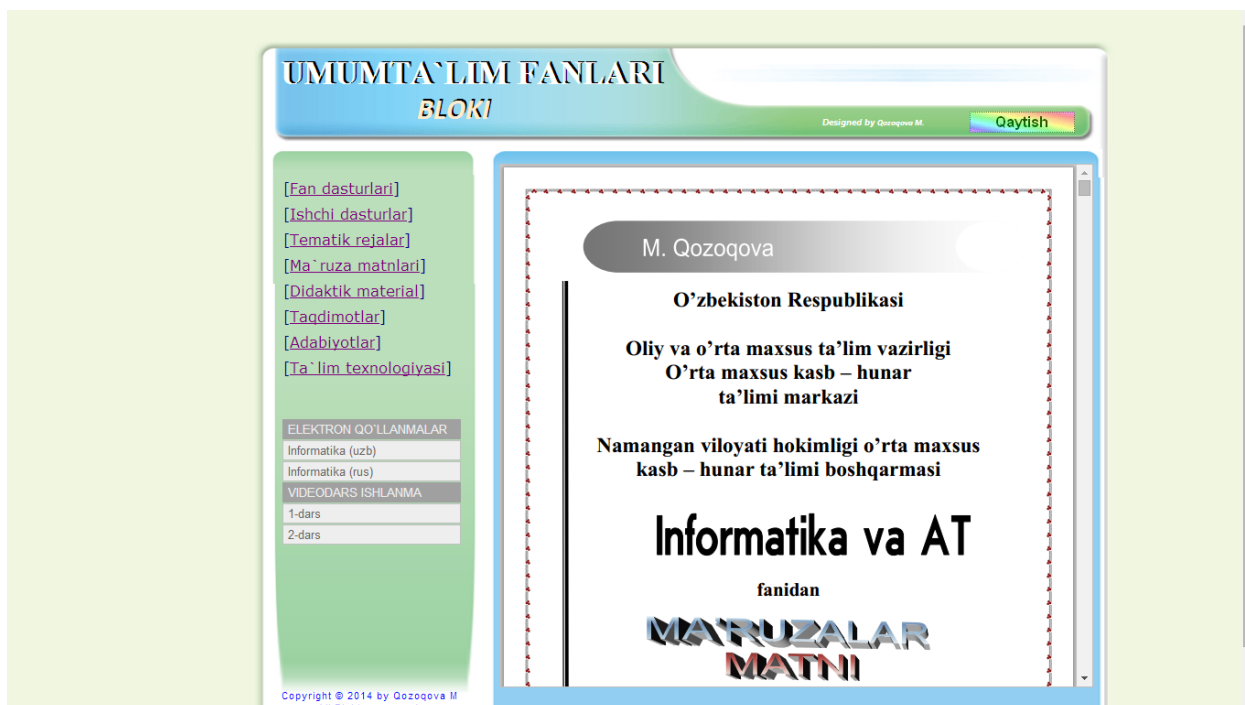 UMUMTA`LIM FANLARI
BLOKI
Designed by Qozoqova M.
Qaytish
[Fan dasturlari]
[Ishchi dasturlar]
[Tematik rejalar]
[Ma`ruza matnlari]
[Didaktik material]
[Taqdimotlar]
[Adabiyotlar]
[Ta`lim texnologiyasi]
ELEKTRON QO`LLANMALAR
Informatika (uzb)
Informatika (rus)
VIDEODARS ISHLANMA
1-dars
2-dars
Copyright © 2014 by Qozoqova M
M. Qozoqova
O’zbekiston Respublikasi
Oliy va o’rta maxsus ta’lim vazirligi
O’rta maxsus kasb – hunar
ta’limi markazi
Namangan viloyati hokimligi o’rta maxsus
kasb – hunar ta’limi boshqarmasi
Informatika va AT
fanidan
MA'RUZALAR
MATNI